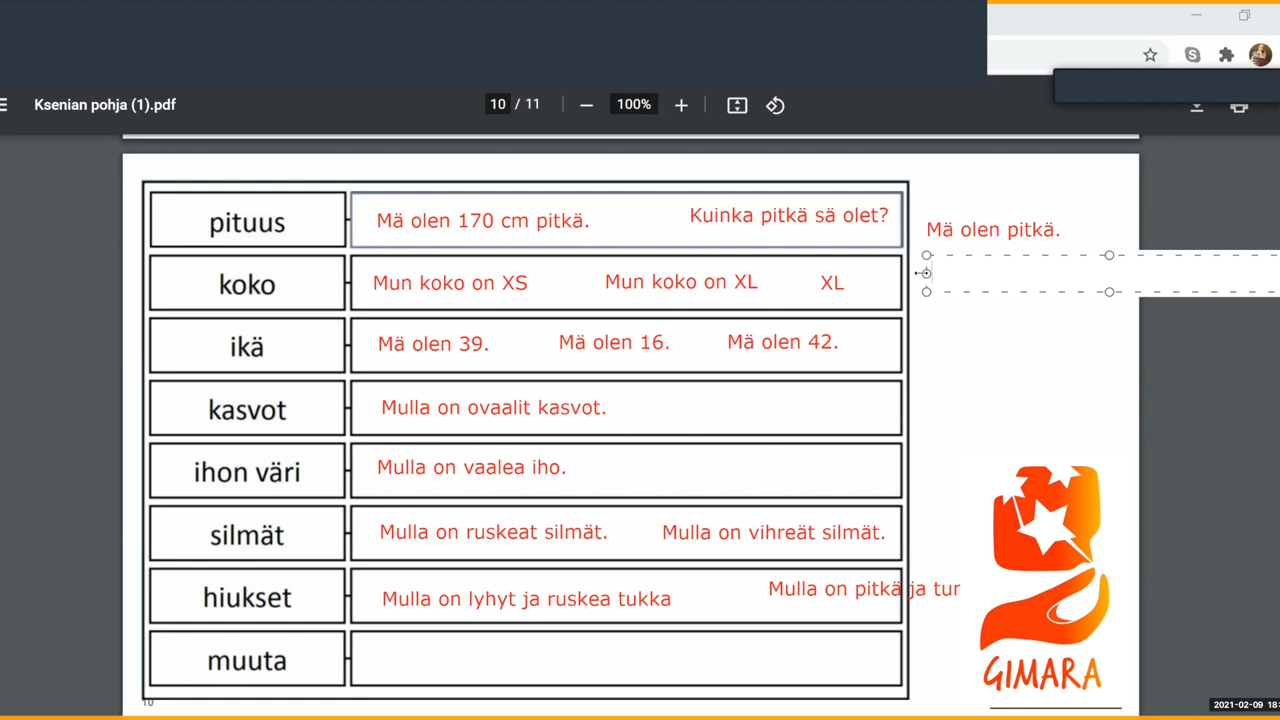 Ksenian pohja (1).pdf
10 / 11
100%
pituus
Mä olen 170 cm pitkä.
Kuinka pitkä sä olet?
Mä olen pitkä.
koko
Mun koko on XS
Mun koko on XL
XL
ikä
Mä olen 39.
Mä olen 16.
Mä olen 42.
kasvot
Mulla on ovaalit kasvot.
ihon väri
Mulla on vaalea iho.
silmät
Mulla on ruskeat silmät.
Mulla on vihreät silmät.
hiukset
Mulla on lyhyt ja ruskea tukka
Mulla on pitkä ja
muuta
GIMARA
10
2021-02-09 18